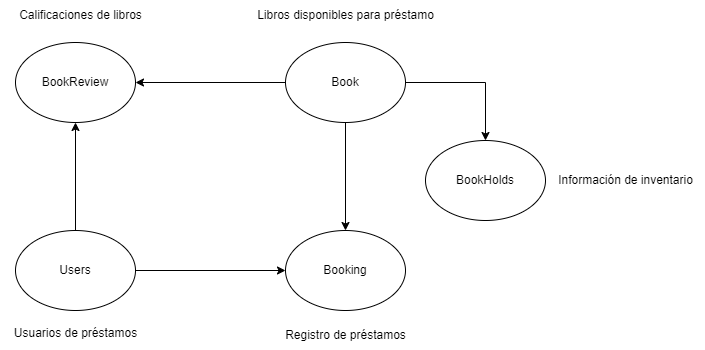 Calificaciones de libros
Libros disponibles para préstamo
BookReview
Book
BookHolds
Información de inventario
Users
Booking
Usuarios de préstamos
Registro de préstamos